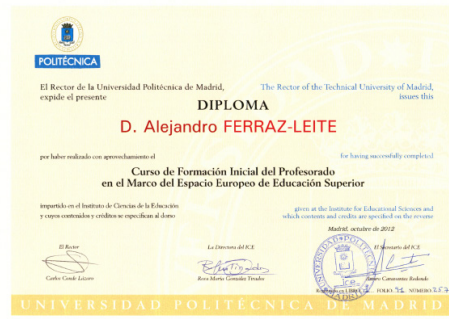 POLITÉCNICA
El Rector de la Universidad Politécnica de Madrid,
expide el presente
The Rector of the Technical University of Madrid,
issues this
DIPLOMA
D. Alejandro FERRAZ-LEITE
por haber realizado con aprovechamiento el
for having successfully completed
Curso de Formación Inicial del Profesorado
en el Marco del Espacio Europeo de Educación Superior
impartido en el Instituto de Ciencias de la Educación
y cuyos contenidos y créditos se especifican al dorso
given at the Institute for Educational Sciences and
which contents and credits are specified on the reverse
Madrid, octubre de 2012
El Rector
La Directora del ICE
El Secretario del ICE
Carlos Conde Lázaro
Rosa María González Tirados
UNIVERSIDAD POLITÉCNICA DE MADRID